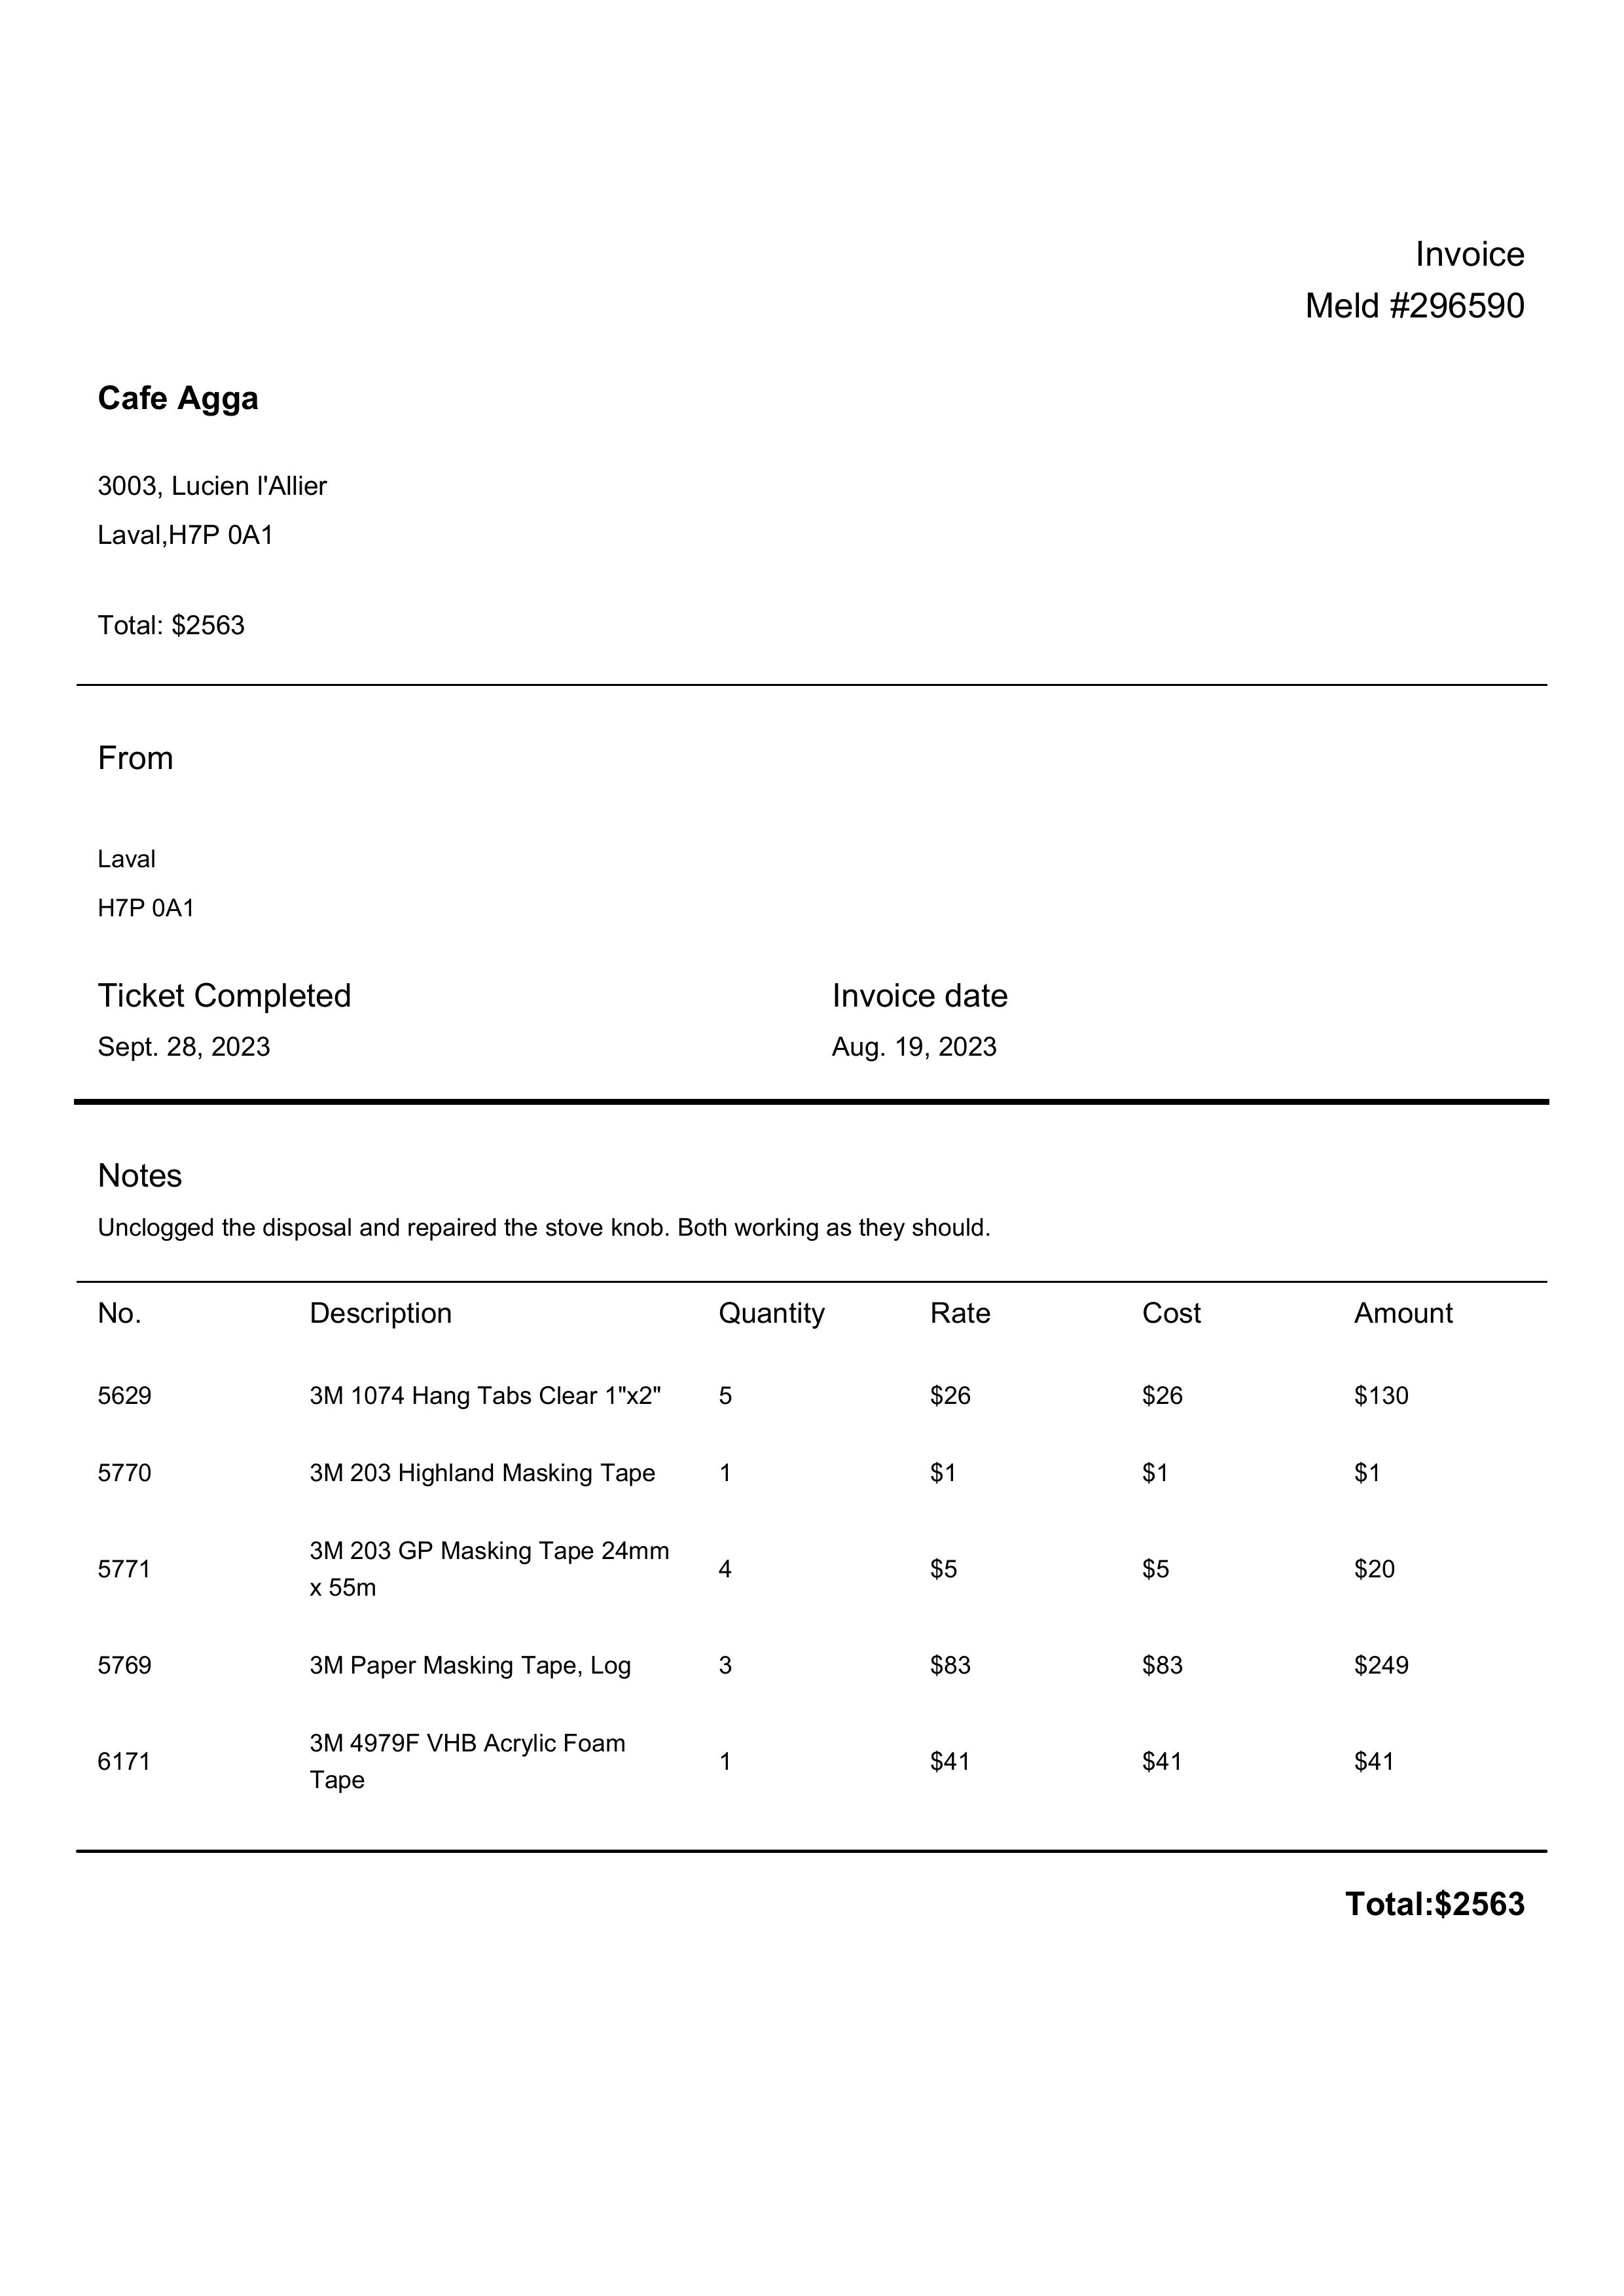 Invoice
Meld #296590
Cafe Agga
3003, Lucien l'Allier
Laval,H7P 0A1
Total: $2563
From
Laval
H7P 0A1
Ticket Completed Invoice date
Sept. 28, 2023 Aug. 19, 2023
Notes
Unclogged the disposal and repaired the stove knob. Both working as they should.
No. Description Quantity Rate Cost Amount
5629 3M 1074 Hang Tabs Clear 1"x2" 5 $26 $26 $130
5770 3M 203 Highland Masking Tape 1 $1 $1 $1
5771 3M 203 GP Masking Tape 24mm 4 $5 $5 $20
x 55m
5769 3M Paper Masking Tape, Log 3 $83 $83 $249
6171 3M 4979F VHB Acrylic Foam 1 $41 $41 $41
Tape
Total:$2563